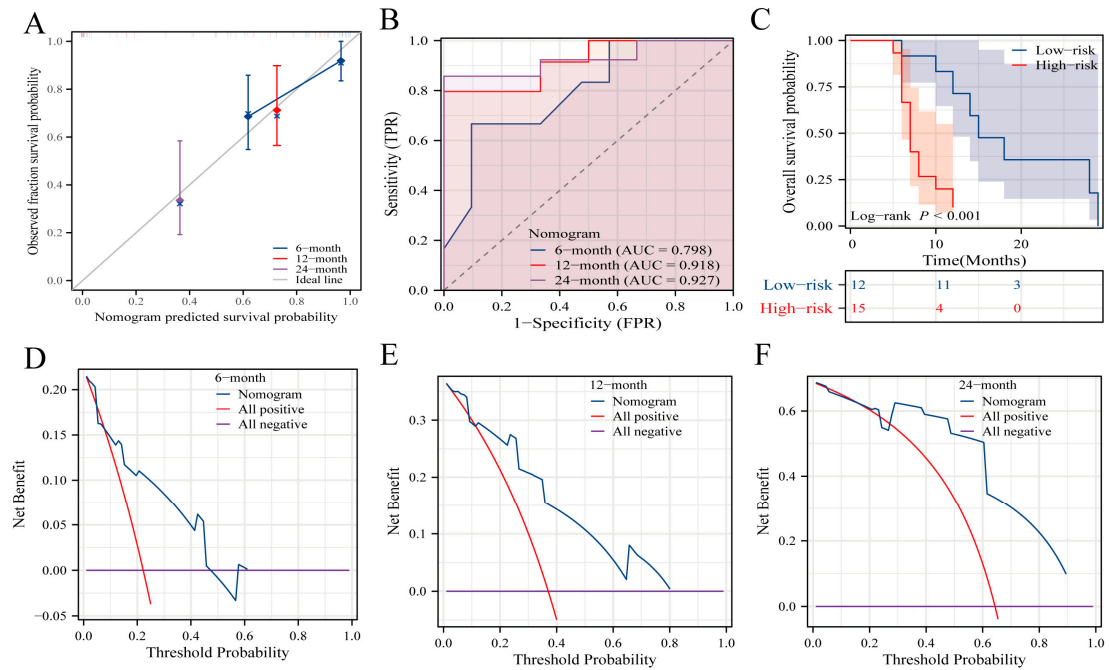 A
Observed fraction survival probability
1.0
0.8
0.6
0.4
0.2
0.0
6−month
12−month
24−month
Ideal line
0.0 0.2 0.4 0.6 0.8 1.0
Nomogram predicted survival probability
B
Sensitivity (TPR)
1.0
0.8
0.6
0.4
0.2
0.0
Nomogram
6−month (AUC = 0.798)
12−month (AUC = 0.918)
24−month (AUC = 0.927)
0.0 0.2 0.4 0.6 0.8 1.0
1−Specificity (FPR)
C
Overall survival probability
1.00
0.75
0.50
0.25
0.00
Low−risk
High−risk
Log−rank P < 0.001
0 10 20
Time(Months)
Low−risk 12 11 3
High−risk 15 4 0
D
Net Benefit
0.20
0.15
0.10
0.05
0.00
−0.05
6−month
Nomogram
All positive
All negative
0.0 0.2 0.4 0.6 0.8 1.0
Threshold Probability
E
Net Benefit
0.3
0.2
0.1
0.0
12−month
Nomogram
All positive
All negative
0.0 0.2 0.4 0.6 0.8 1.0
Threshold Probability
F
Net Benefit
0.6
0.4
0.2
0.0
24−month
Nomogram
All positive
All negative
0.0 0.2 0.4 0.6 0.8 1.0
Threshold Probability